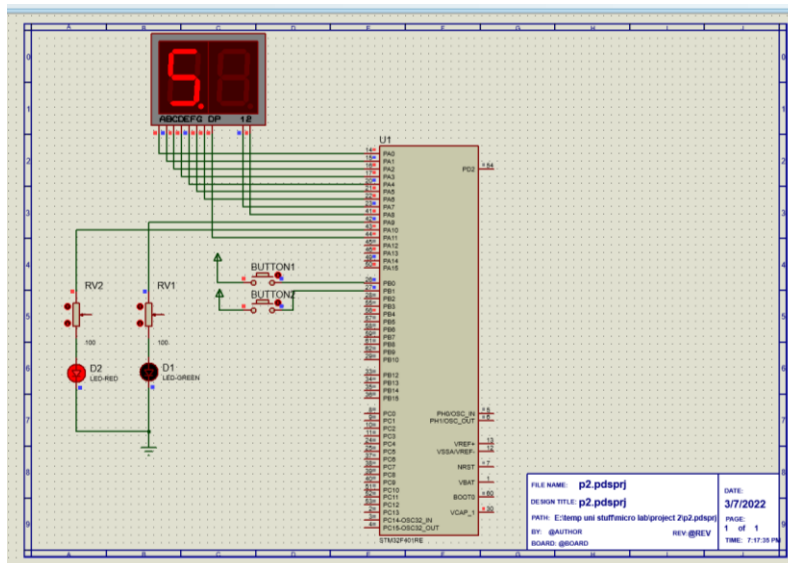 ABCDEFG DP 12
U1
PA0
PA1
PA2
PA3
PA4
PA5
PA6
PA7
PA8
PA9
PA10
PA11
PA12
PA13
PA14
PA15
PD2
64
BUTTON1
BUTTON2
PB0
PB1
PB2
PB3
PB4
PB5
PB6
PB7
PB8
PB9
PB10
PB12
PB13
PB14
PB15
RV2
RV1
100
100
D2
LED-RED
D1
LED-GREEN
PC0
PC1
PC2
PC3
PC4
PC5
PC6
PC7
PC8
PC9
PC10
PC11
PC12
PC13
PC14-OSC32_IN
PC15-OSC32_OUT
PH0/OSC_IN
PH1/OSC_OUT
VREF+
VSSA/VREF-
NRST
VBAT
BOOT0
VCAP_1
STM32F401RE
FILE NAME: p2.pdsprj
DESIGN TITLE: p2.pdsprj
PATH: E:\temp uni stuff\micro lab\project 2\p2.pdsprj
BY: @AUTHOR
REV:@REV
BOARD: @BOARD
DATE:
3/7/2022
PAGE:
1 of 1
TIME: 7:17:35 PM